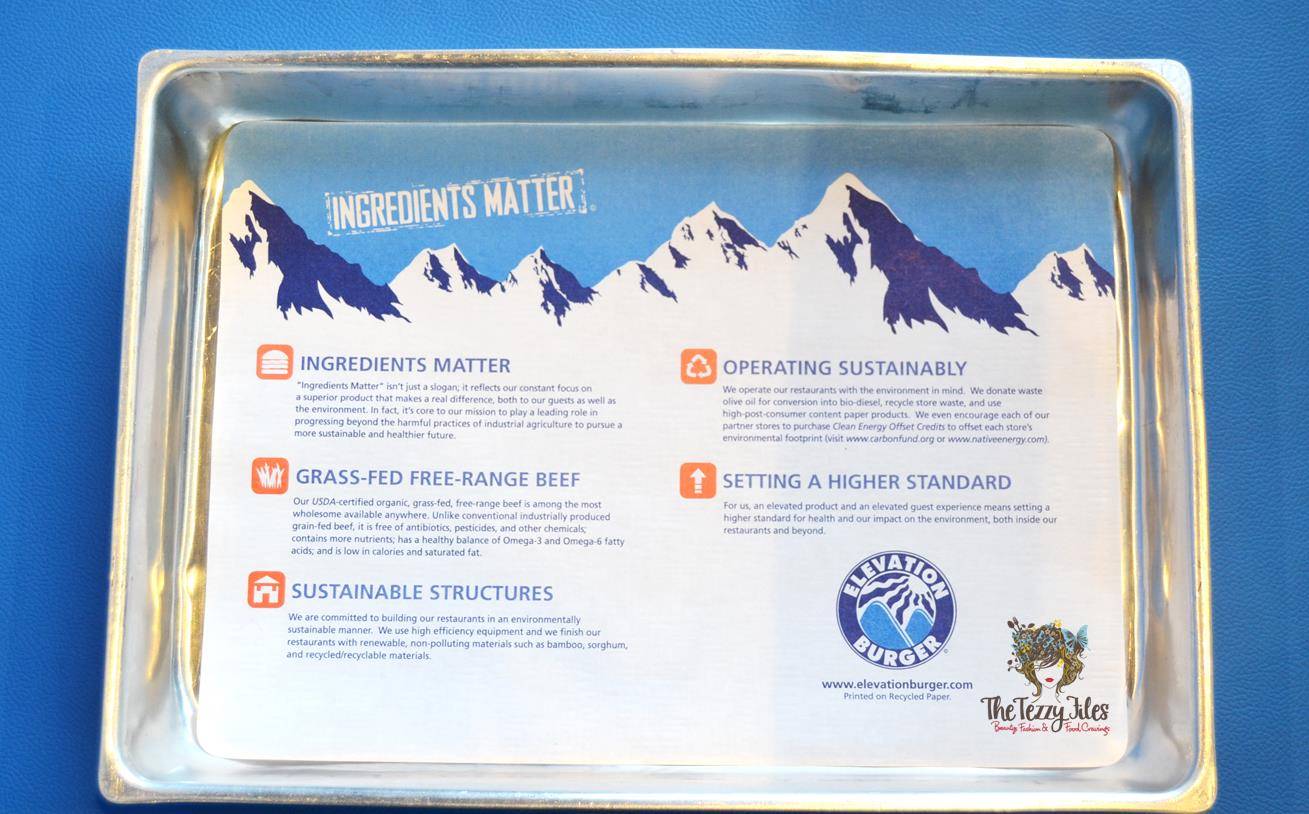 INGREDIENTS MATTER
INGREDIENTS MATTER
"Ingredients Matter" isn't just a slogan; it reflects our constant focus on
a superior product that makes a real difference, both to our guests as well as
the environment. In fact, it's core to our mission to play a leading role in
progressing beyond the harmful practices of industrial agriculture to pursue a
more sustainable and healthier future.
GRASS-FED FREE-RANGE BEEF
Our USDA-certified organic, grass-fed, free-range beef is among the most
wholesome available anywhere. Unlike conventional industrially produced
grain-fed beef, it is free of antibiotics, pesticides, and other chemicals;
contains more nutrients; has a healthy balance of Omega-3 and Omega-6 fatty
acids; and is low in calories and saturated fat.
SUSTAINABLE STRUCTURES
We are committed to building our restaurants in an environmentally
sustainable manner. We use high efficiency equipment and we finish our
restaurants with renewable, non-polluting materials such as bamboo, sorghum,
and recycled/recyclable materials.
OPERATING SUSTAINABLY
We operate our restaurants with the environment in mind. We donate waste
olive oil for conversion into bio-diesel, recycle store waste, and use
high-post-consumer content paper products. We even encourage each of our
partner stores to purchase Clean Energy Offset Credits to offset each store's
environmental footprint (visit www.carbonfund.org or www.nativeenergy.com).
SETTING A HIGHER STANDARD
For us, an elevated product and an elevated guest experience means setting a
higher standard for health and our impact on the environment, both inside our
restaurants and beyond.
ELEVATION
BURGER
www.elevationburger.com
Printed on Recycled Paper.
The Tezzy Files
Beauty, Fashion & Food Cravings